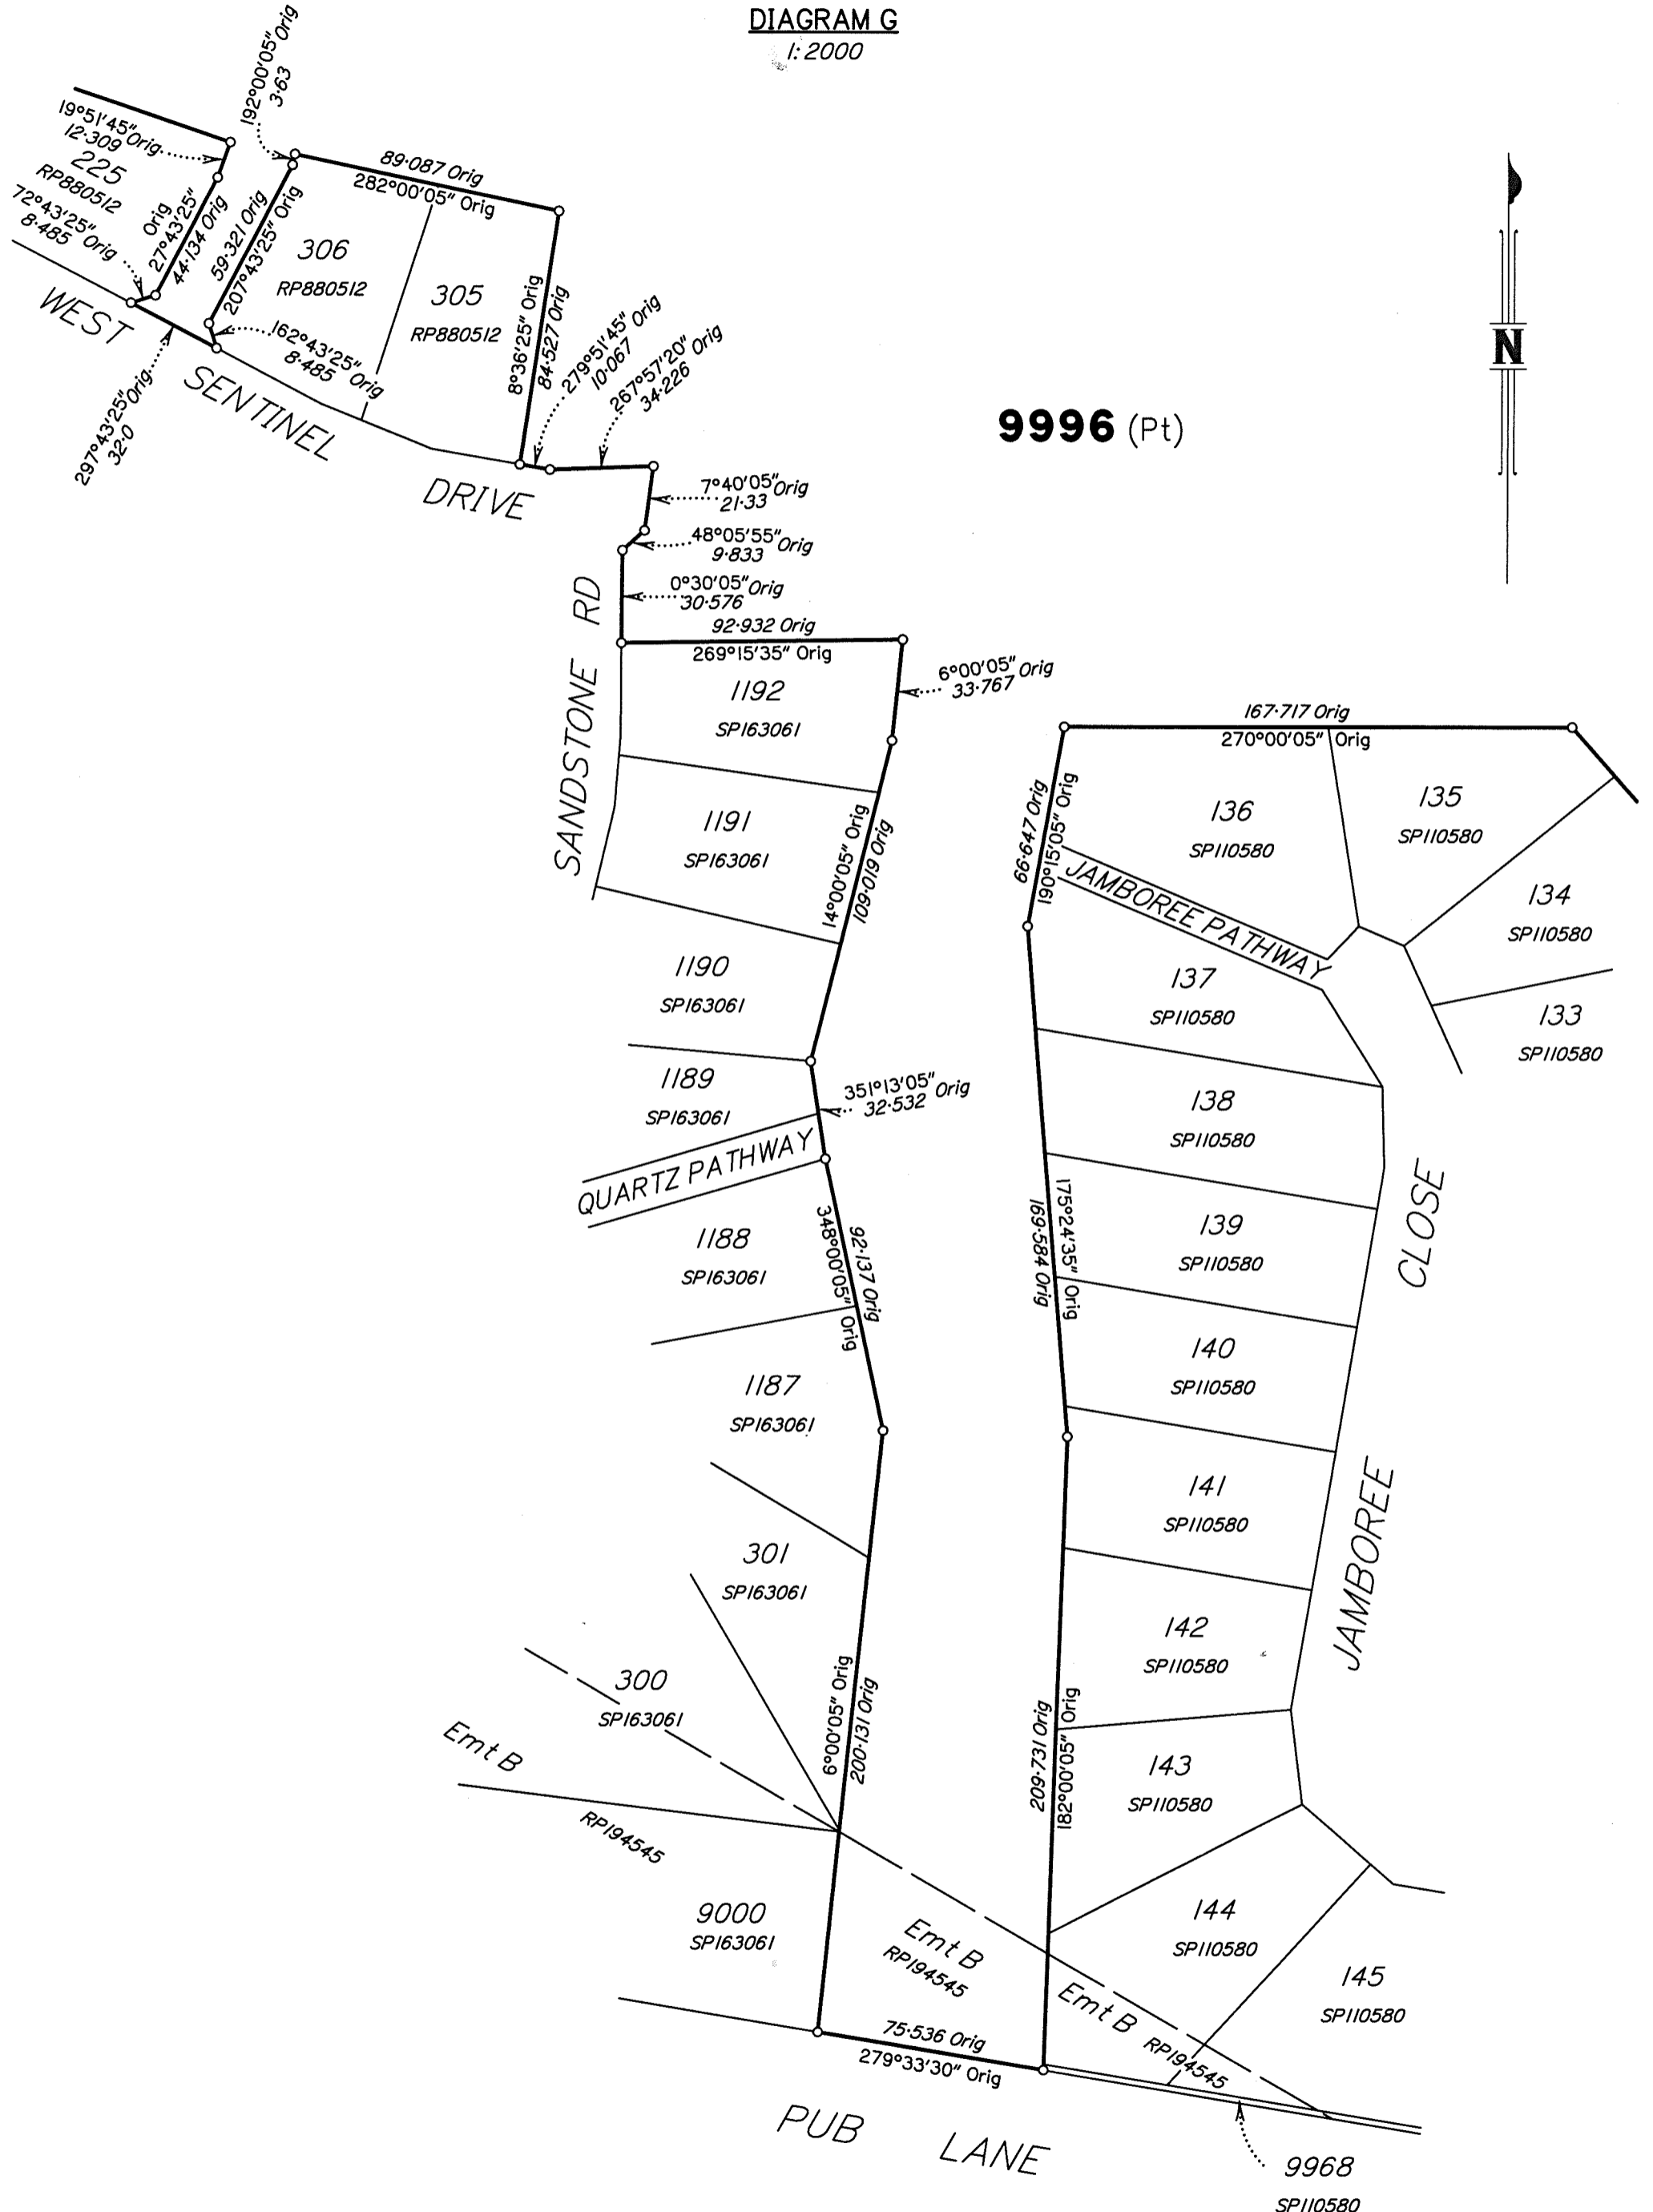 DIAGRAM G
1:2000
192°00'05" Orig
3·63
19°51'45" Orig
12·309
225
RP880512
72°43'25" Orig
8·485
27°43'25"
Orig
44·134 Orig
59·321 Orig
207°43'25" Orig
89·087 Orig
282°00'05" Orig
306
RP880512
305
RP880512
8°36'25" Orig
84·527 Orig
162°43'25" Orig
8·485
297°43'25" Orig
32·0
279°51'45" Orig
10·067
267°57'20" Orig
34·226
WEST SENTINEL DRIVE
N
9996 (Pt)
7°40'05" Orig
21·33
48°05'55" Orig
9·833
0°30'05" Orig
30·576
SANDSTONE RD
92·932 Orig
269°15'35" Orig
1192
SP163061
6°00'05" Orig
33·767
1191
SP163061
14°00'05" Orig
109·019 Orig
1190
SP163061
1189
SP163061
351°13'05" Orig
32·532
QUARTZ PATHWAY
1188
SP163061
348°00'05" Orig
92·137 Orig
1187
SP163061
301
SP163061
300
SP163061
6°00'05" Orig
200·131 Orig
Emt B
RP194545
9000
SP163061
167·717 Orig
270°00'05" Orig
66·647 Orig
190°15'05" Orig
136
SP110580
135
SP110580
134
SP110580
133
SP110580
JAMBOREE PATHWAY
137
SP110580
138
SP110580
175°24'35" Orig
169·584 Orig
139
SP110580
140
SP110580
141
SP110580
142
SP110580
JAMBOREE CLOSE
209·731 Orig
182°00'05" Orig
143
SP110580
144
SP110580
145
SP110580
Emt B
RP194545
Emt B RP194545
75·536 Orig
279°33'30" Orig
PUB LANE
9968
SP110580